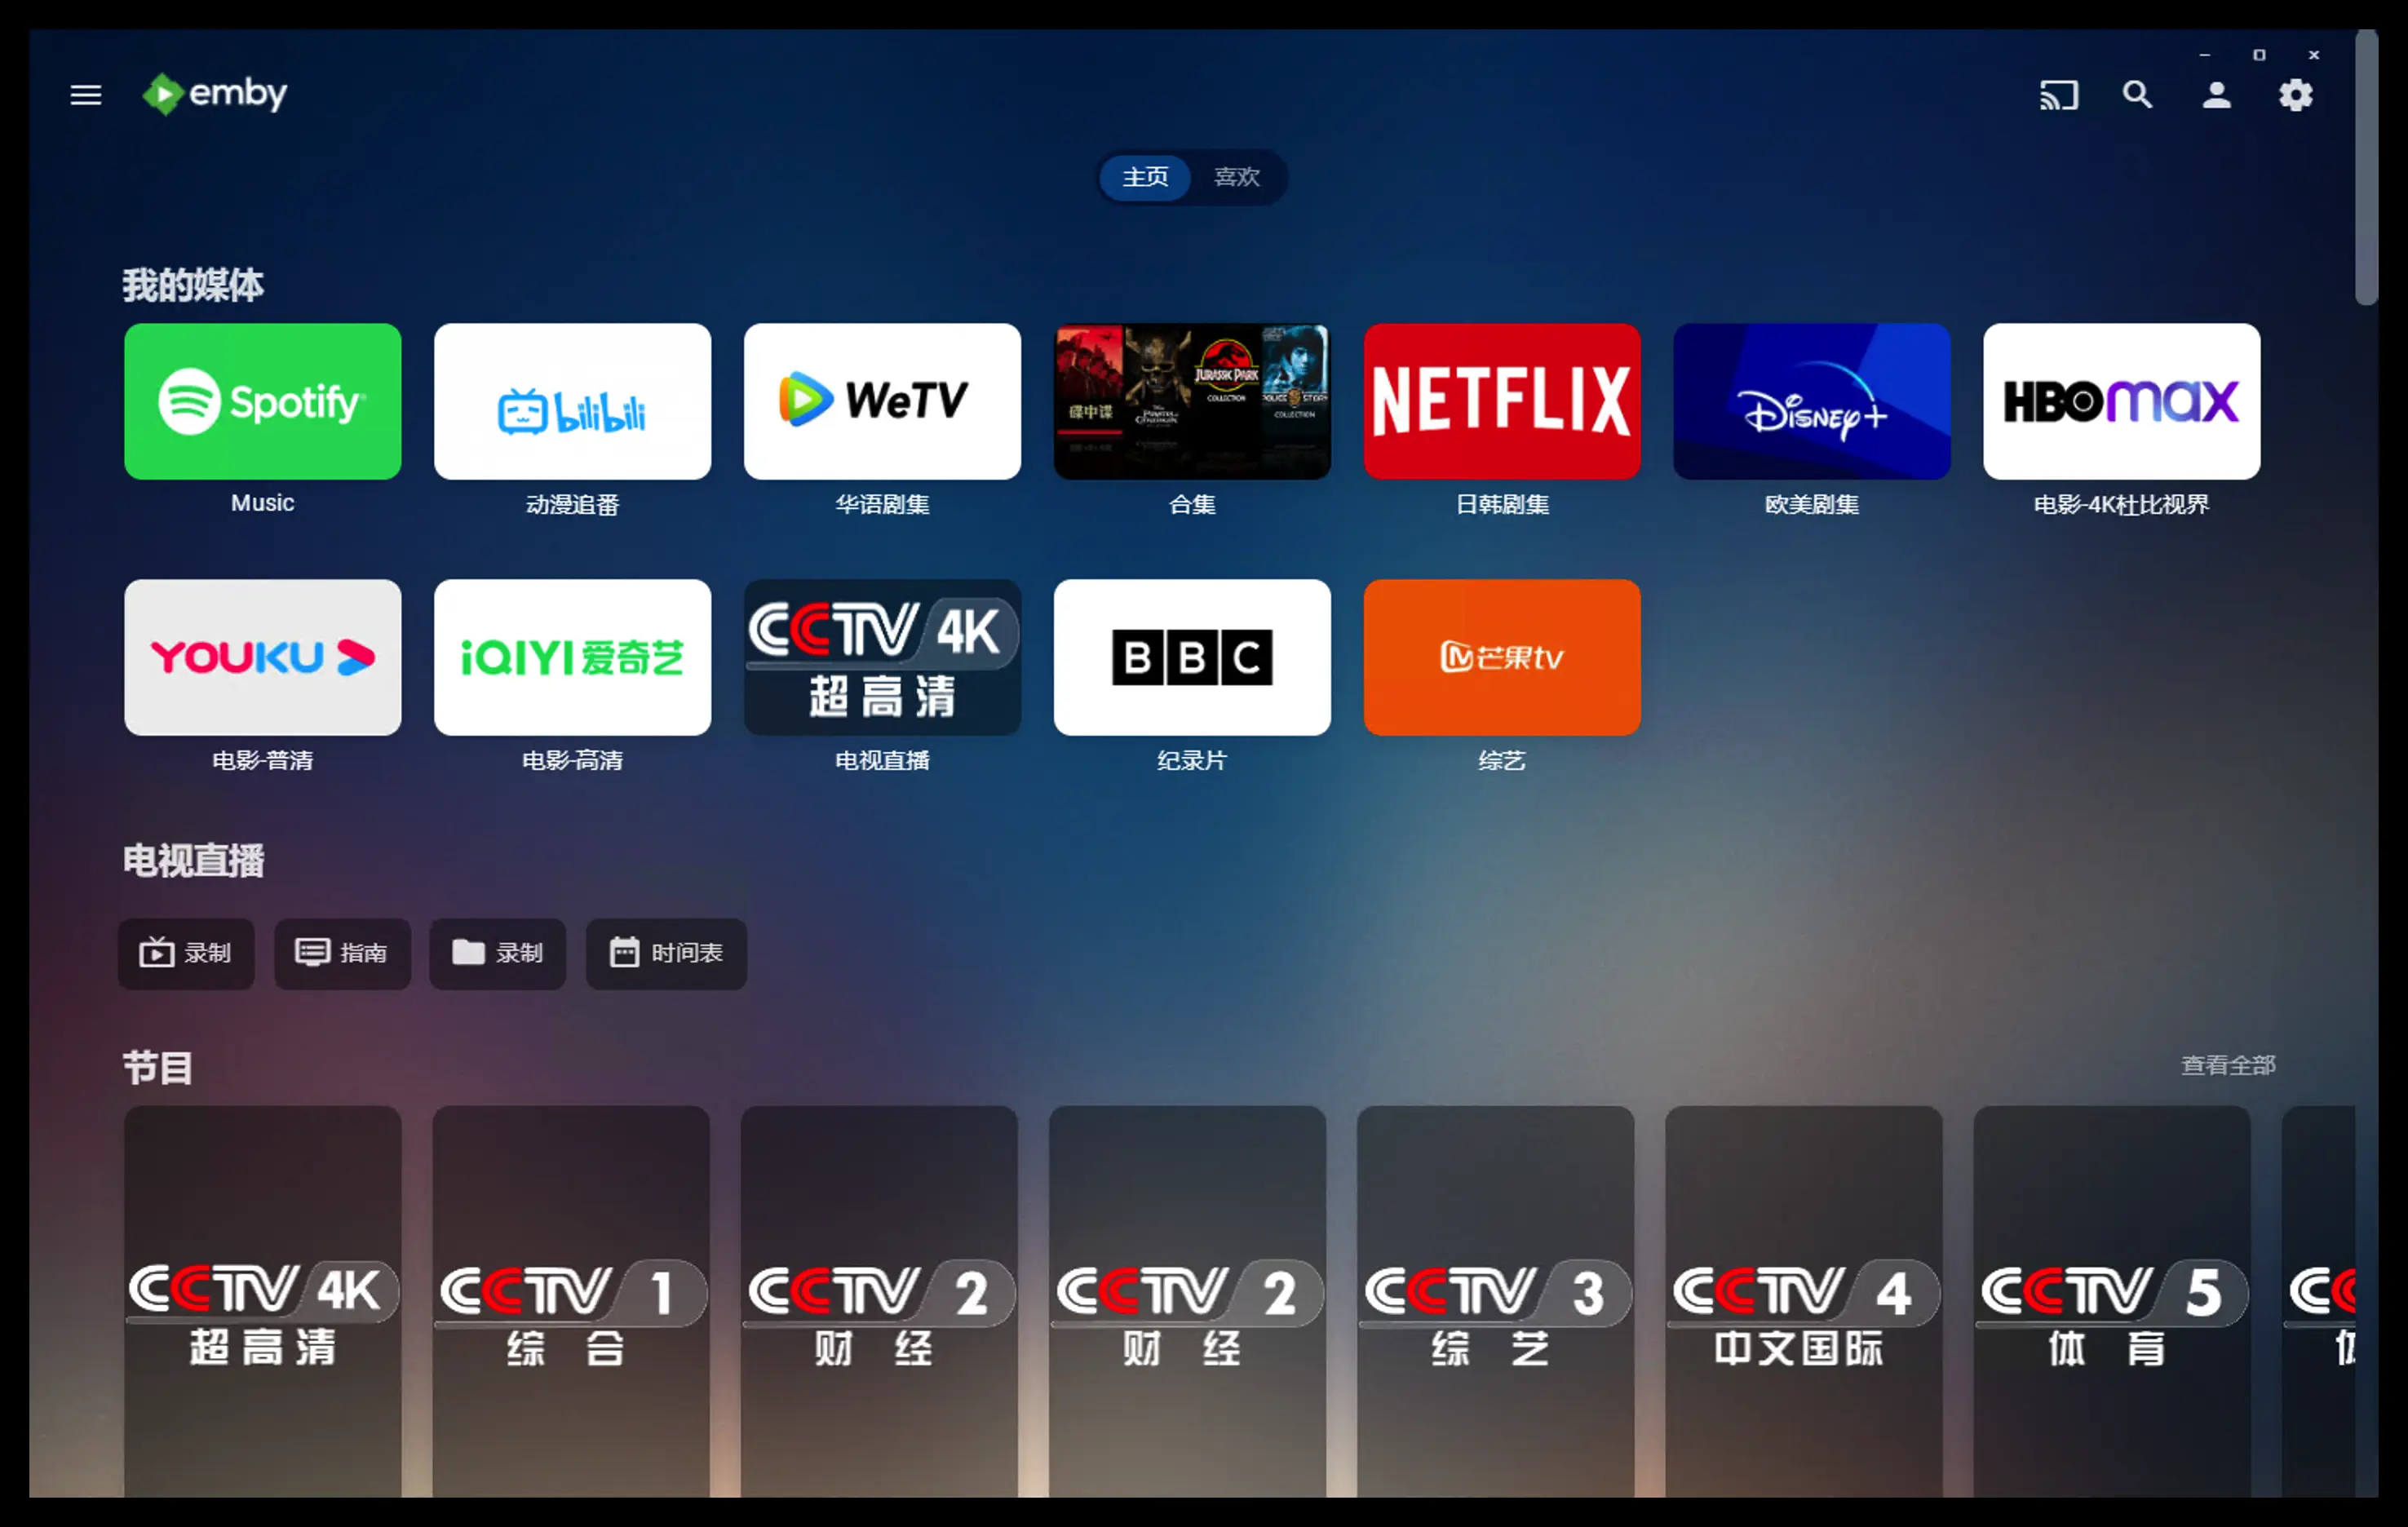 emby
主页 喜欢
我的媒体
Spotify
bilibili
WeTV
碟中谍
JURASSIC PARK
COLLECTION
POLICE STORY
COLLECTION
NETFLIX
Disney+
HBOmax
Music
动漫追番
华语剧集
合集
日韩剧集
欧美剧集
电影-4K杜比视界
YOUKU
iQIYI 爱奇艺
CCTV 4K
超高清
BBC
芒果tv
电影-普清
电影-高清
电视直播
纪录片
综艺
电视直播
录制
指南
录制
时间表
节目
查看全部
CCTV 4K
超高清
CCTV 1
综合
CCTV 2
财经
CCTV 2
财经
CCTV 3
综艺
CCTV 4
中文国际
CCTV 5
体育